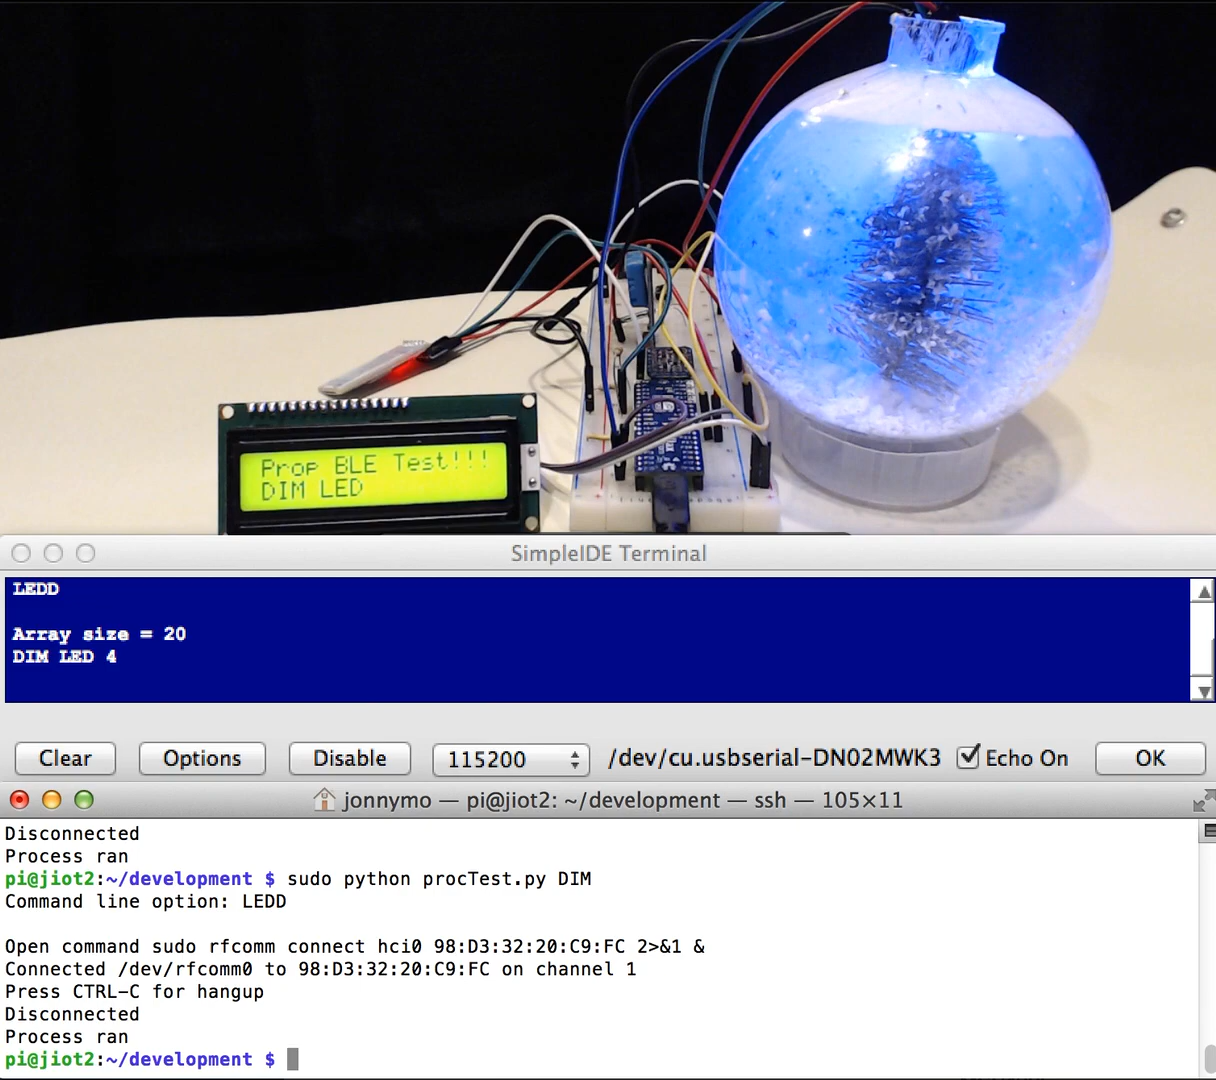 Prop BLE Test!!!
DIM LED
SimpleIDE Terminal
LEDD
Array size = 20
DIM LED 4
Clear
Options
Disable
115200
/dev/cu.usbserial-DN02MWK3
Echo On
OK
jonnymo — pi@jiot2: ~/development — ssh — 105×11
Disconnected
Process ran
pi@jiot2:~/development $ sudo python procTest.py DIM
Command line option: LEDD
Open command sudo rfcomm connect hci0 98:D3:32:20:C9:FC 2>&1 &
Connected /dev/rfcomm0 to 98:D3:32:20:C9:FC on channel 1
Press CTRL-C for hangup
Disconnected
Process ran
pi@jiot2:~/development $